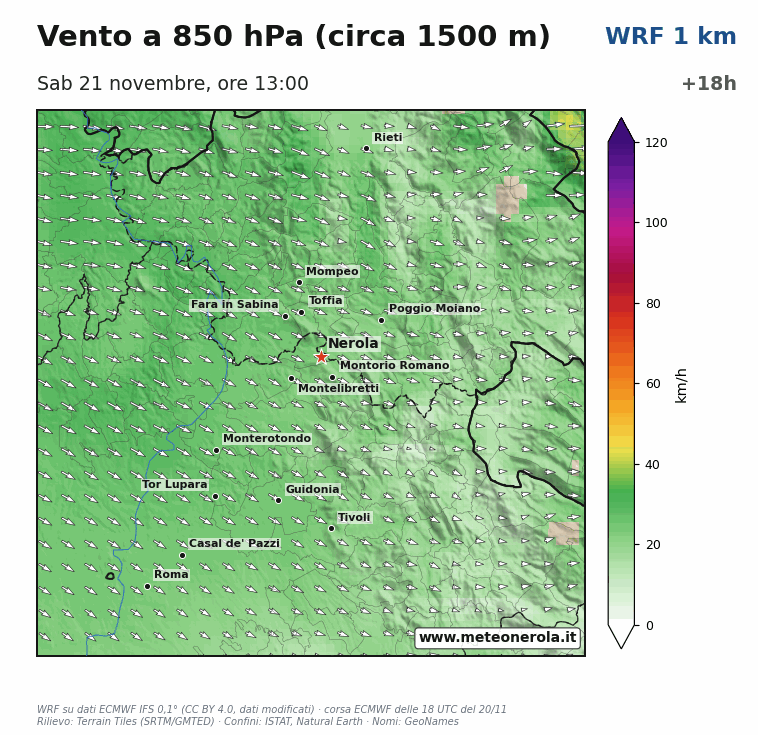 Vento a 850 hPa (circa 1500 m)
WRF 1 km
Sab 21 novembre, ore 13:00
+18h
Rieti
Mompeo
Fara in Sabina
Toffia
Poggio Moiano
Nerola
Montorio Romano
Montelibretti
Monterotondo
Tor Lupara
Guidonia
Tivoli
Casal de' Pazzi
Roma
www.meteonerola.it
120
100
80
60
40
20
0
km/h
WRF su dati ECMWF IFS 0,1° (CC BY 4.0, dati modificati) · corsa ECMWF delle 18 UTC del 20/11
Rilievo: Terrain Tiles (SRTM/GMTED) · Confini: ISTAT, Natural Earth · Nomi: GeoNames